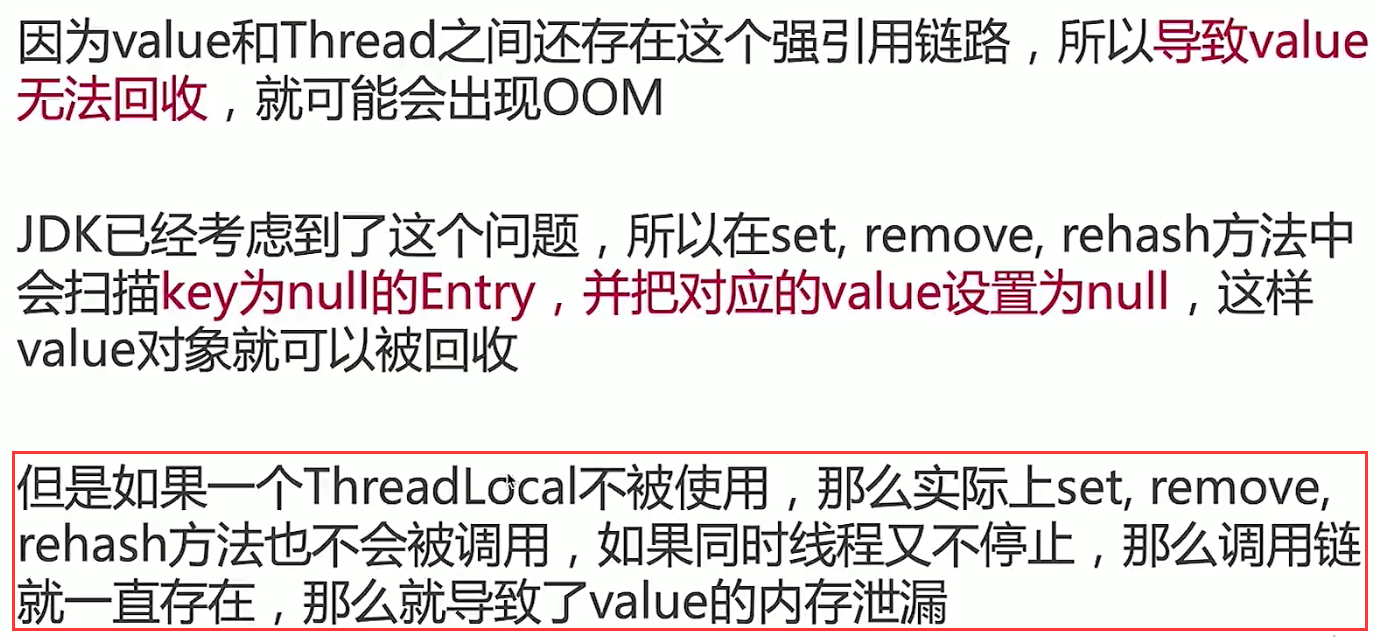 因为value和Thread之间还存在这个强引用链路，所以导致value
无法回收，就可能会出现OOM
JDK已经考虑到了这个问题，所以在set, remove, rehash方法中
会扫描key为null的Entry，并把对应的value设置为null，这样
value对象就可以被回收
但是如果一个ThreadLocal不被使用，那么实际上set, remove,
rehash方法也不会被调用，如果同时线程又不停止，那么调用链
就一直存在，那么就导致了value的内存泄漏